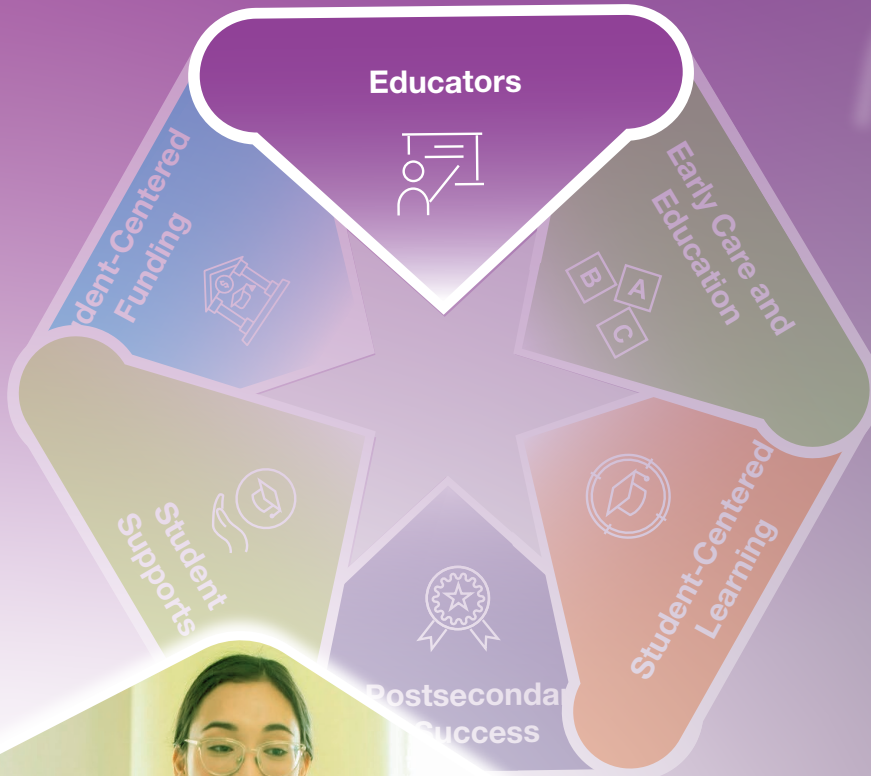 Educators
dent-Centered
Funding
Early Care and
Education
B A
C
Student
Supports
Student-Centered
Learning
Postsecondar
Success